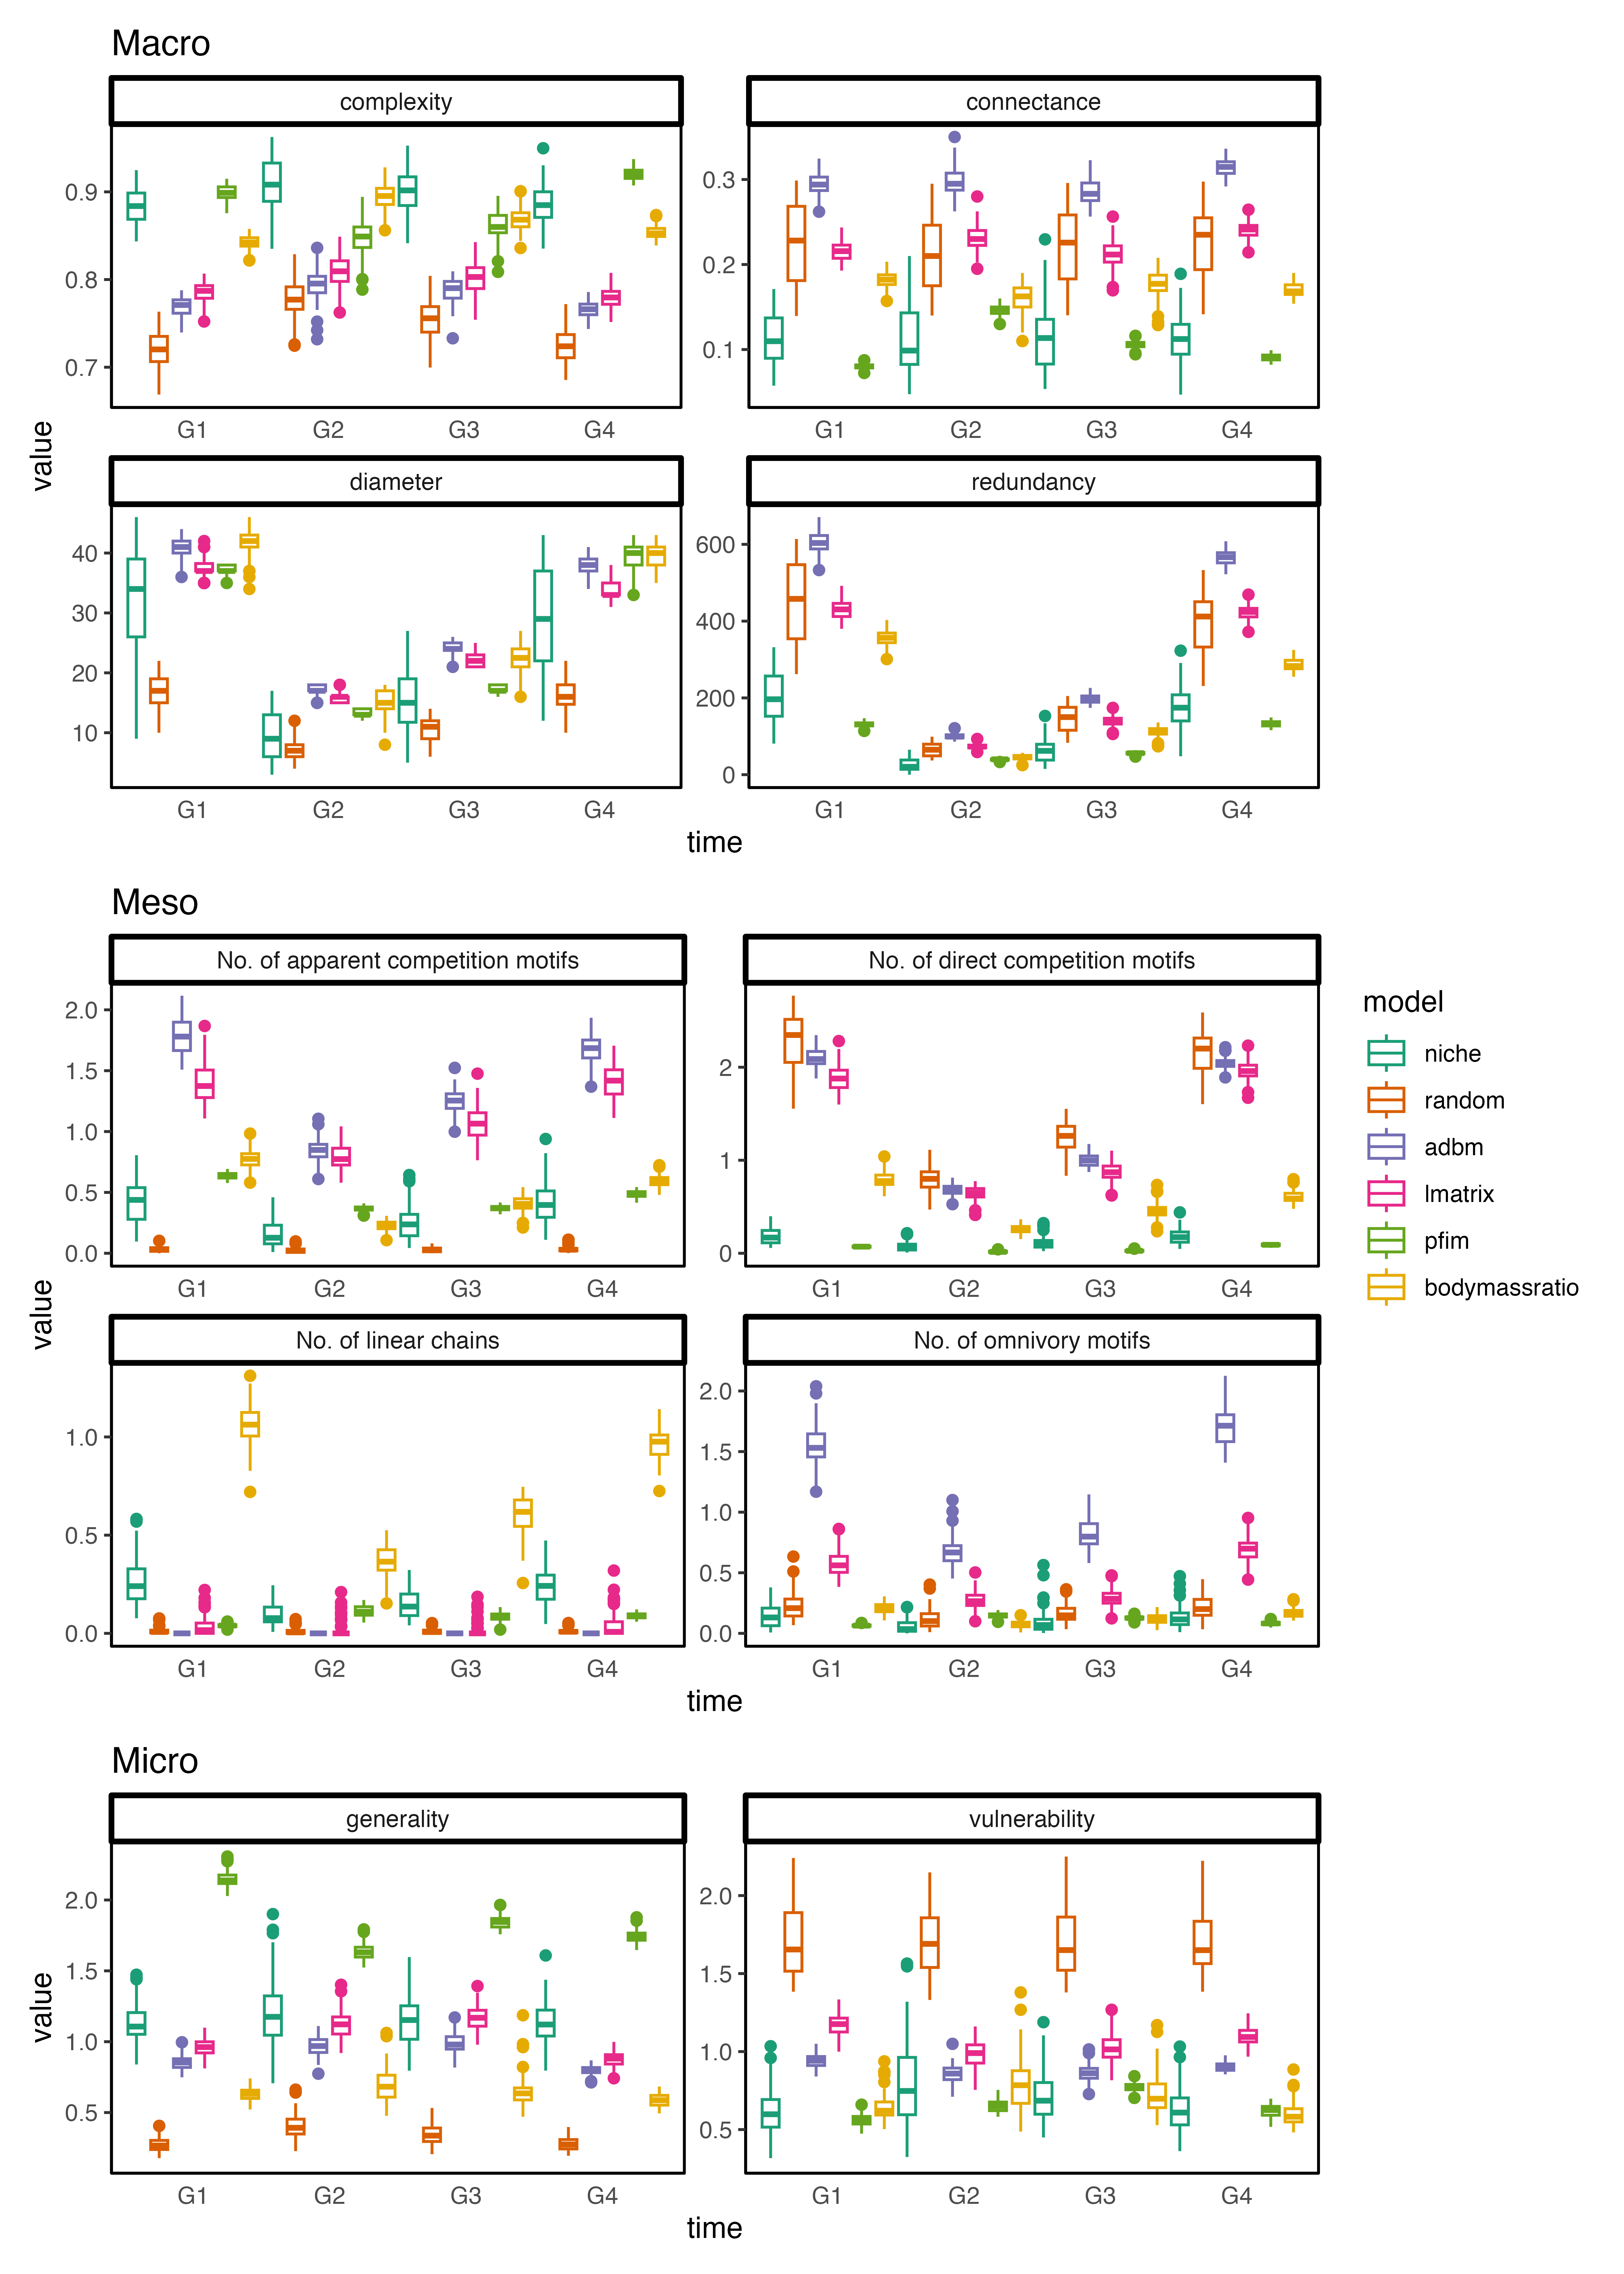 Macro
complexity
connectance
0.9
0.8
0.7
0.3
0.2
0.1
G1 G2 G3 G4
G1 G2 G3 G4
value
diameter
redundancy
40
30
20
10
600
400
200
0
G1 G2 G3 G4
G1 G2 G3 G4
time
Meso
No. of apparent competition motifs
No. of direct competition motifs
2.0
1.5
1.0
0.5
0.0
2
1
0
G1 G2 G3 G4
G1 G2 G3 G4
value
No. of linear chains
No. of omnivory motifs
1.0
0.5
0.0
2.0
1.5
1.0
0.5
0.0
G1 G2 G3 G4
G1 G2 G3 G4
time
model
niche
random
adbm
lmatrix
pfim
bodymassratio
Micro
generality
vulnerability
2.0
1.5
1.0
0.5
2.0
1.5
1.0
0.5
value
G1 G2 G3 G4
G1 G2 G3 G4
time